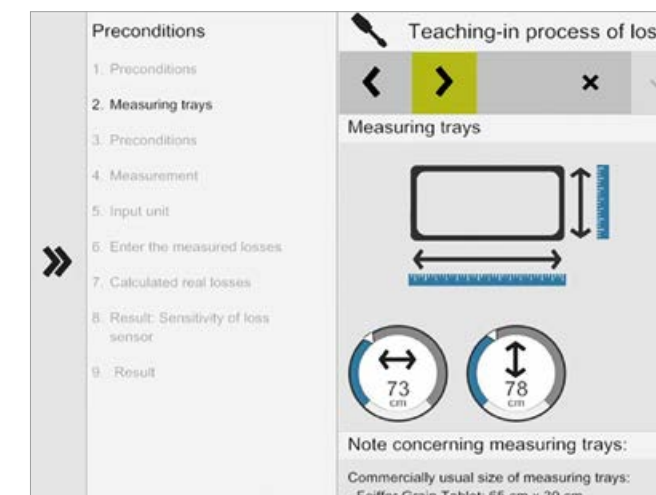 Preconditions
1. Preconditions
2. Measuring trays
3. Preconditions
4. Measurement
5. Input unit
6. Enter the measured losses
7. Calculated real losses
8. Result: Sensitivity of loss
sensor
9. Result
Teaching-in process of los
Measuring trays
73
cm
78
cm
Note concerning measuring trays:
Commercially usual size of measuring trays: